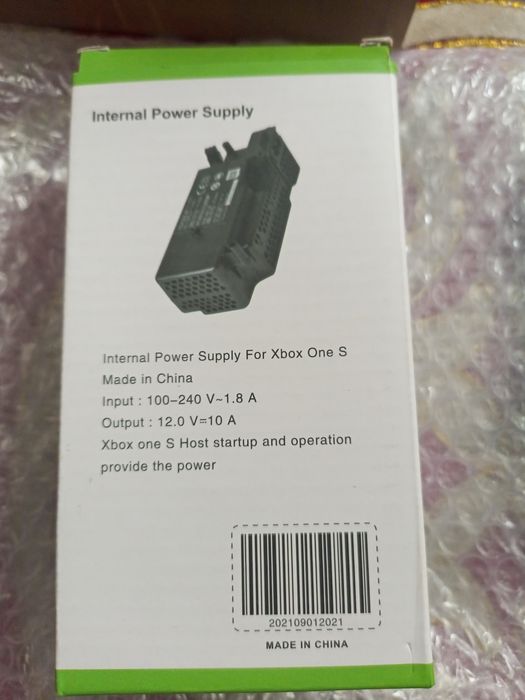 Internal Power Supply
Internal Power Supply For Xbox One S
Made in China
Input : 100–240 V~1.8 A
Output : 12.0 V=10 A
Xbox one S Host startup and operation
provide the power
202109012021
MADE IN CHINA